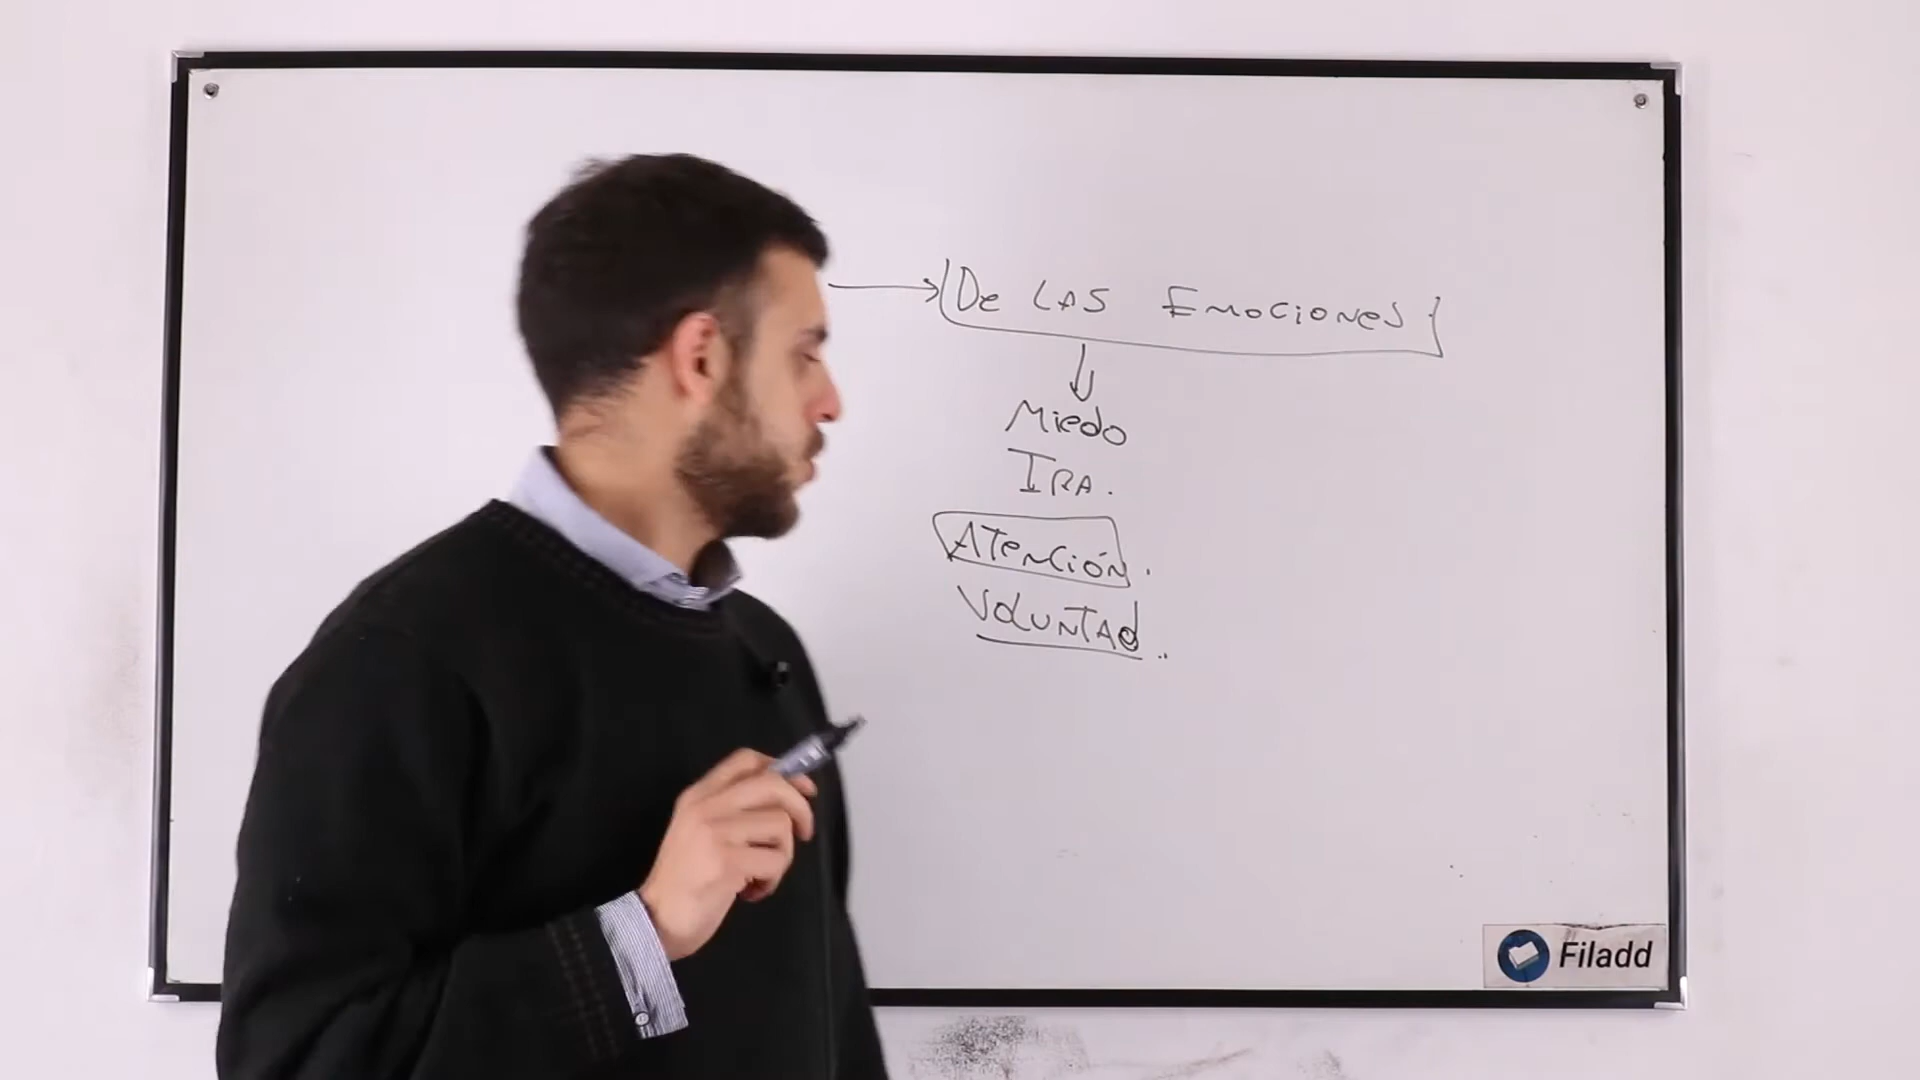 De LAS EMOCiONeS
Miedo
IRA.
ATenCión.
VOLUNTAd..
Filadd